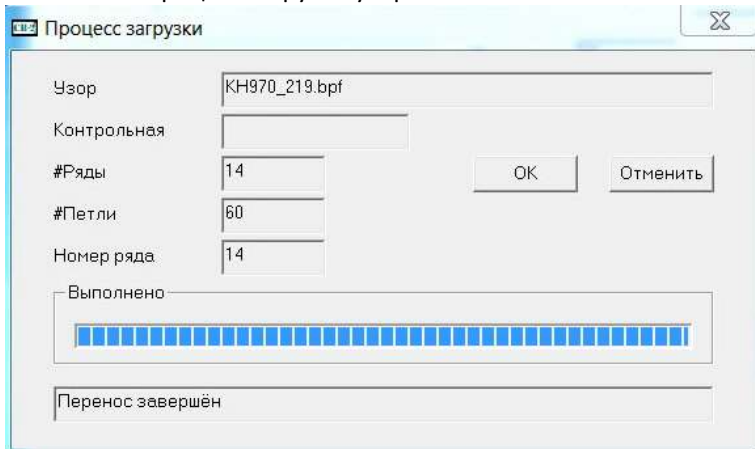 Процесс загрузки
Узор KH970_219.bpf
Контрольная
#Ряды 14 OK Отменить
#Петли 60
Номер ряда 14
Выполнено
Перенос завершён